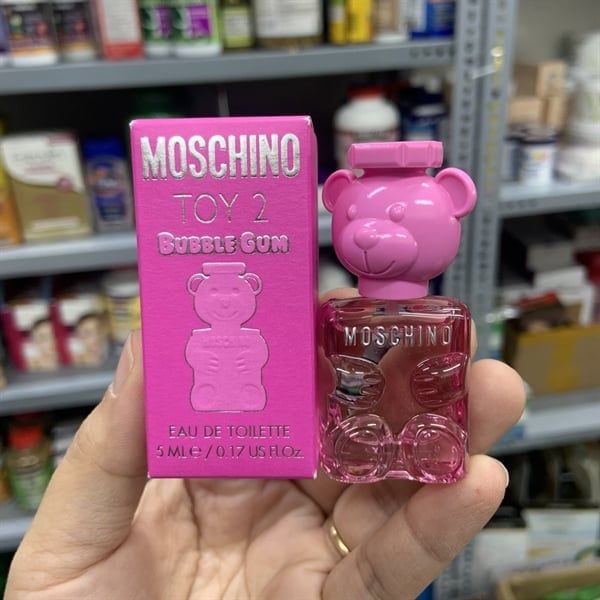 MOSCHINO
TOY 2
BUBBLE GUM
MOSCHINO
EAU DE TOILETTE
5 ML e / 0.17 US FL Oz.
MOSCHINO